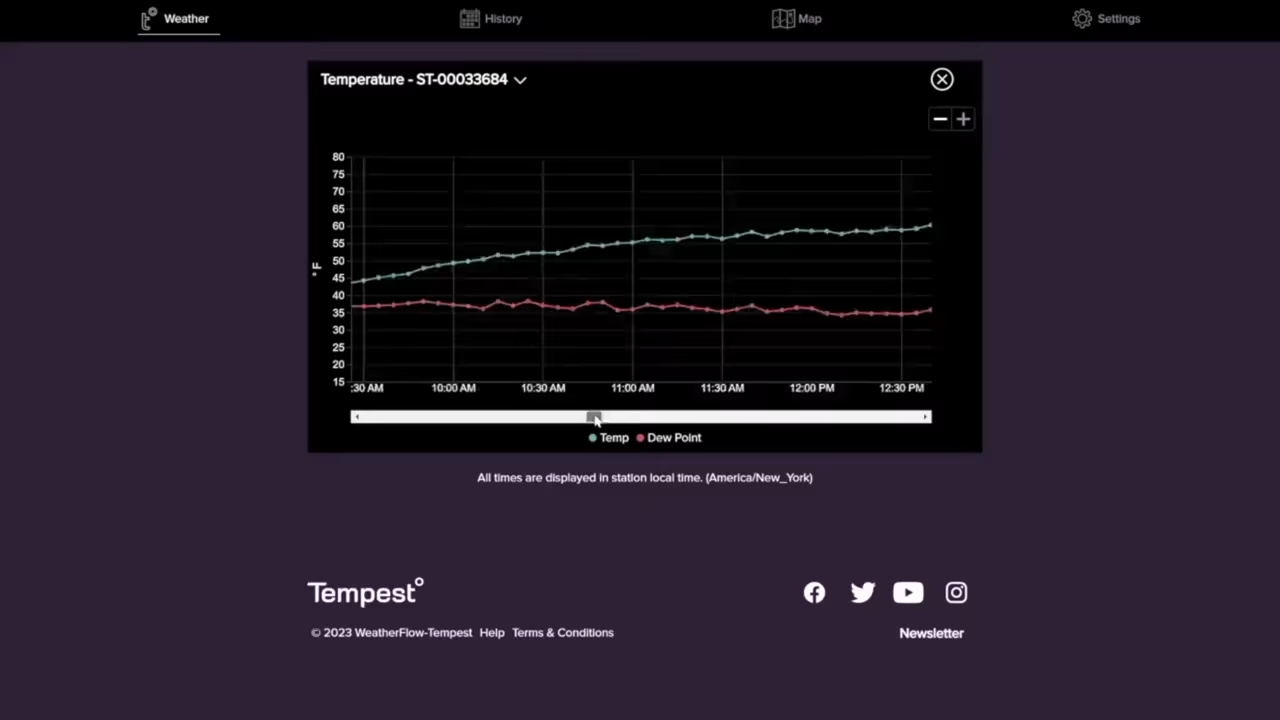 Weather
History
Map
Settings
Temperature - ST-00033684
80
75
70
65
60
55
50
45
40
35
30
25
20
15
°F
:30 AM 10:00 AM 10:30 AM 11:00 AM 11:30 AM 12:00 PM 12:30 PM
Temp Dew Point
All times are displayed in station local time. (America/New_York)
Tempest°
© 2023 WeatherFlow-Tempest Help Terms & Conditions
Newsletter